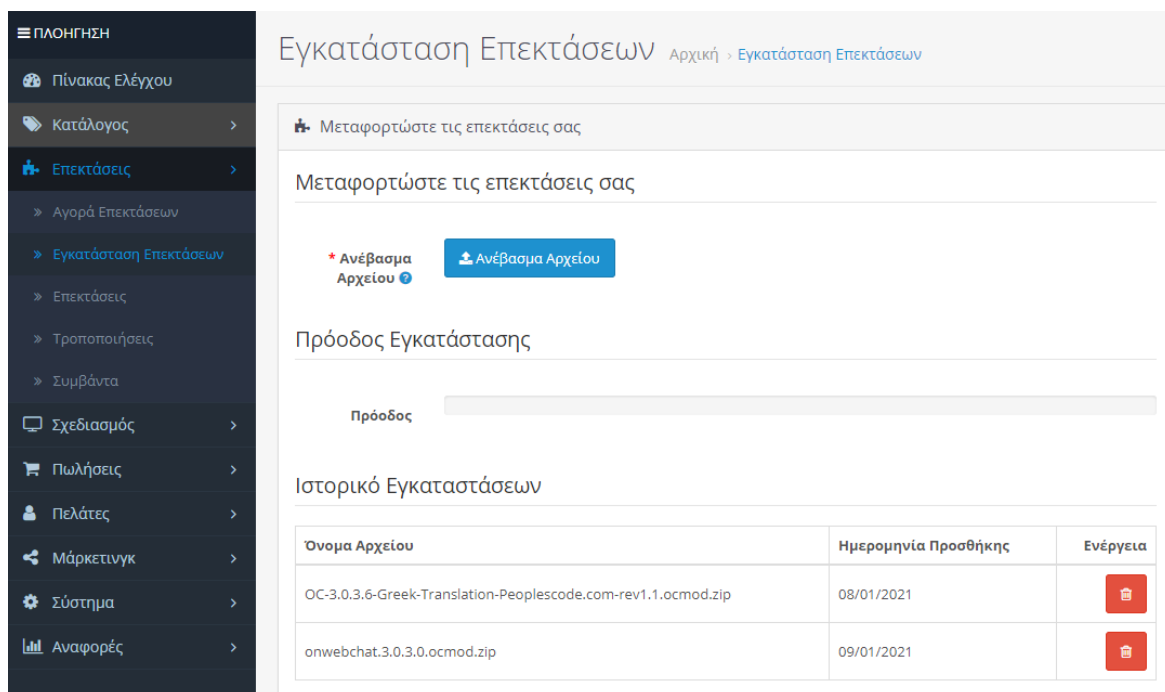 ΠΛΟΗΓΗΣΗ
Πίνακας Ελέγχου
Κατάλογος
Επεκτάσεις
Αγορά Επεκτάσεων
Εγκατάσταση Επεκτάσεων
Επεκτάσεις
Τροποποιήσεις
Συμβάντα
Σχεδιασμός
Πωλήσεις
Πελάτες
Μάρκετινγκ
Σύστημα
Αναφορές
Εγκατάσταση Επεκτάσεων Αρχική › Εγκατάσταση Επεκτάσεων
Μεταφορτώστε τις επεκτάσεις σας
Μεταφορτώστε τις επεκτάσεις σας
* Ανέβασμα
Αρχείου
Ανέβασμα Αρχείου
Πρόοδος Εγκατάστασης
Πρόοδος
Ιστορικό Εγκαταστάσεων
Όνομα Αρχείου Ημερομηνία Προσθήκης Ενέργεια
OC-3.0.3.6-Greek-Translation-Peoplescode.com-rev1.1.ocmod.zip 08/01/2021
onwebchat.3.0.3.0.ocmod.zip 09/01/2021